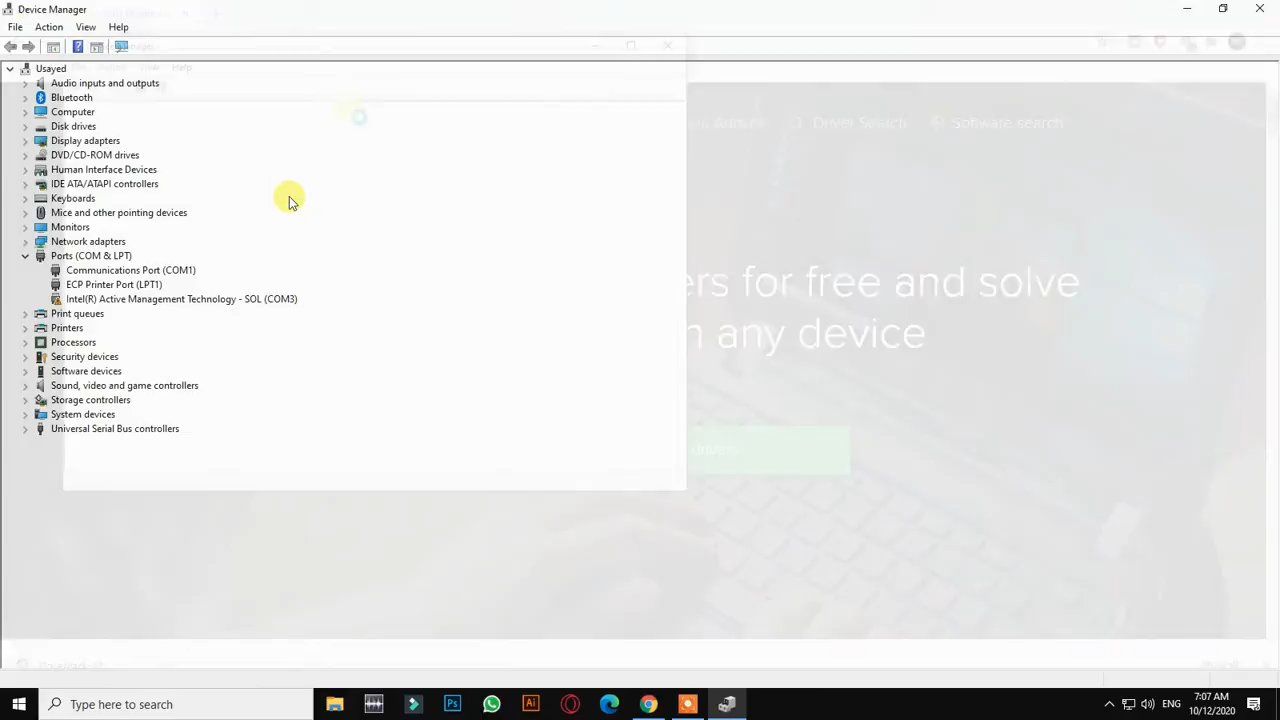 Device Manager
File Action View Help
Usayed
Audio inputs and outputs
Bluetooth
Computer
Disk drives
Display adapters
DVD/CD-ROM drives
Human Interface Devices
IDE ATA/ATAPI controllers
Keyboards
Mice and other pointing devices
Monitors
Network adapters
Ports (COM & LPT)
Communications Port (COM1)
ECP Printer Port (LPT1)
Intel(R) Active Management Technology - SOL (COM3)
Print queues
Printers
Processors
Security devices
Software devices
Sound, video and game controllers
Storage controllers
System devices
Universal Serial Bus controllers
Help
Driver Search
Software search
ers for free and solve
any device
drivers
Type here to search
Ps
Ai
ENG
7:07 AM
10/12/2020